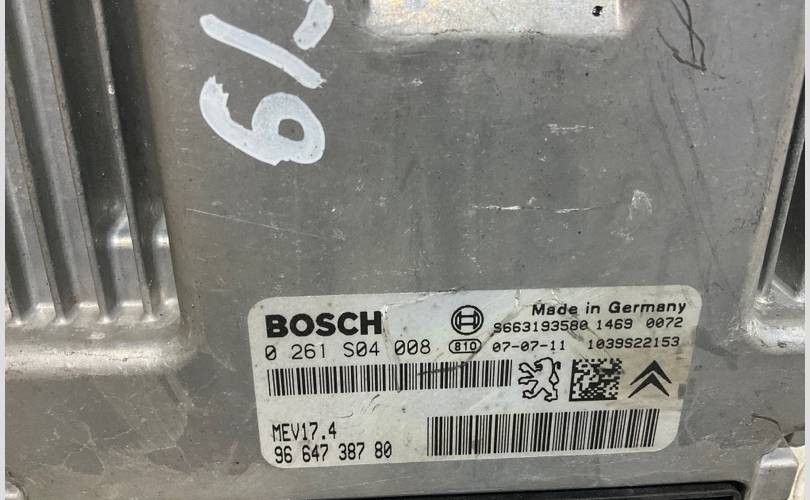 61-
BOSCH
Made in Germany
9663193580 1469 0072
0 261 S04 008
810 07-07-11 1039S22153
MEV17.4
96 647 387 80